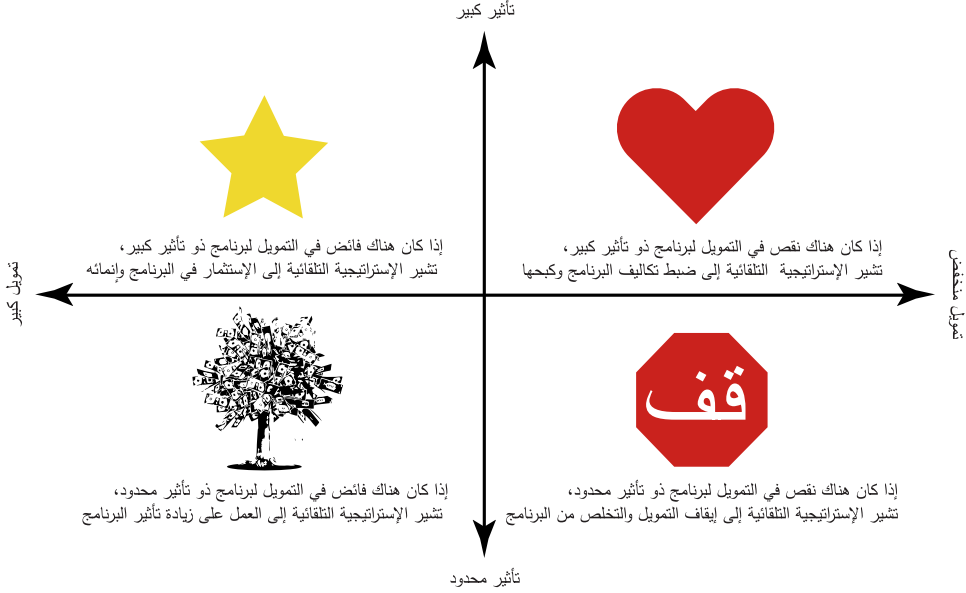 تأثير كبير
إذا كان هناك نقص في التمويل لبرنامج ذو تأثير كبير،
تشير الإستراتيجية التلقائية إلى ضبط تكاليف البرنامج وكبحها
إذا كان هناك فائض في التمويل لبرنامج ذو تأثير كبير،
تشير الإستراتيجية التلقائية إلى الإستثمار في البرنامج وإنمائه
تمويل منخفض
تمويل كبير
قف
إذا كان هناك نقص في التمويل لبرنامج ذو تأثير محدود،
تشير الإستراتيجية التلقائية إلى إيقاف التمويل والتخلص من البرنامج
إذا كان هناك فائض في التمويل لبرنامج ذو تأثير محدود،
تشير الإستراتيجية التلقائية إلى العمل على زيادة تأثير البرنامج
تأثير محدود